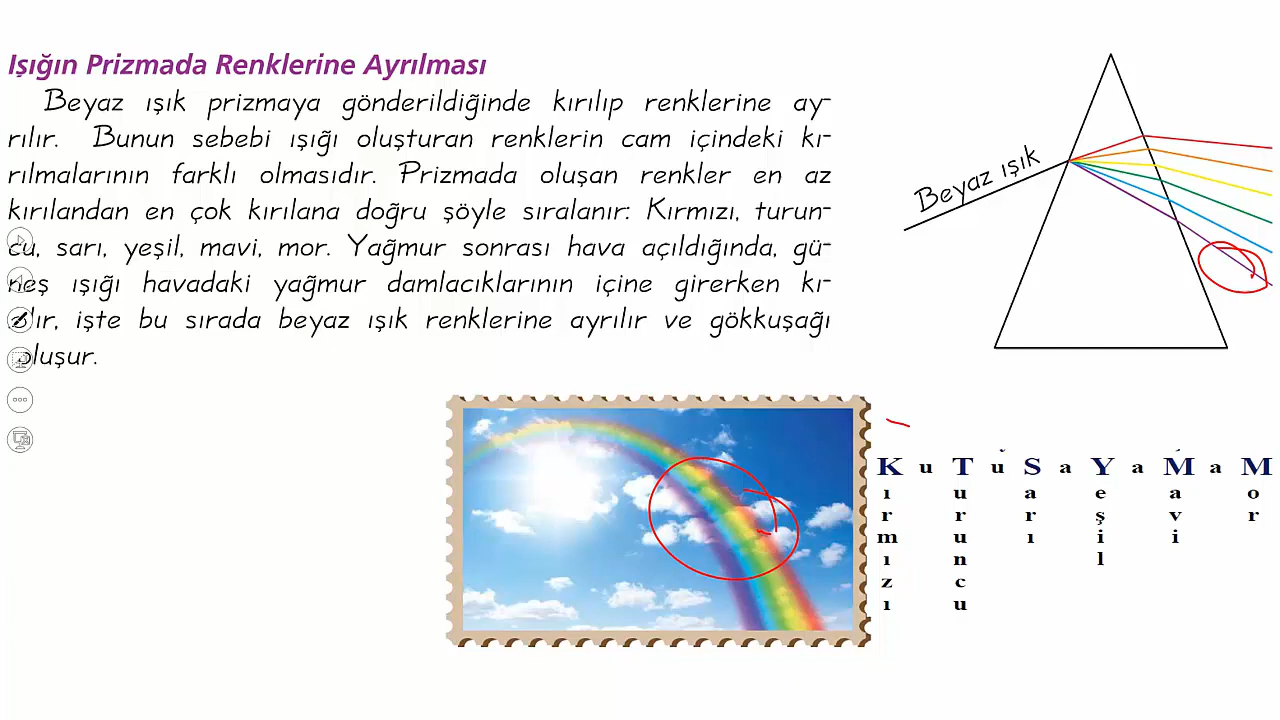 Işığın Prizmada Renklerine Ayrılması
Beyaz ışık prizmaya gönderildiğinde kırılıp renklerine ay-
rılır. Bunun sebebi ışığı oluşturan renklerin cam içindeki kı-
rılmalarının farklı olmasıdır. Prizmada oluşan renkler en az
kırılandan en çok kırılana doğru şöyle sıralanır: Kırmızı, turun-
cu, sarı, yeşil, mavi, mor. Yağmur sonrası hava açıldığında, gü-
neş ışığı havadaki yağmur damlacıklarının içine girerken kı-
rılır, işte bu sırada beyaz ışık renklerine ayrılır ve gökkuşağı
oluşur.
Beyaz ışık
K u T u S a Y a M a M
Kırmızı
Turuncu
Sarı
Yeşil
Mavi
Mor